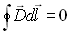 ∮D⃗dl⃗ = 0